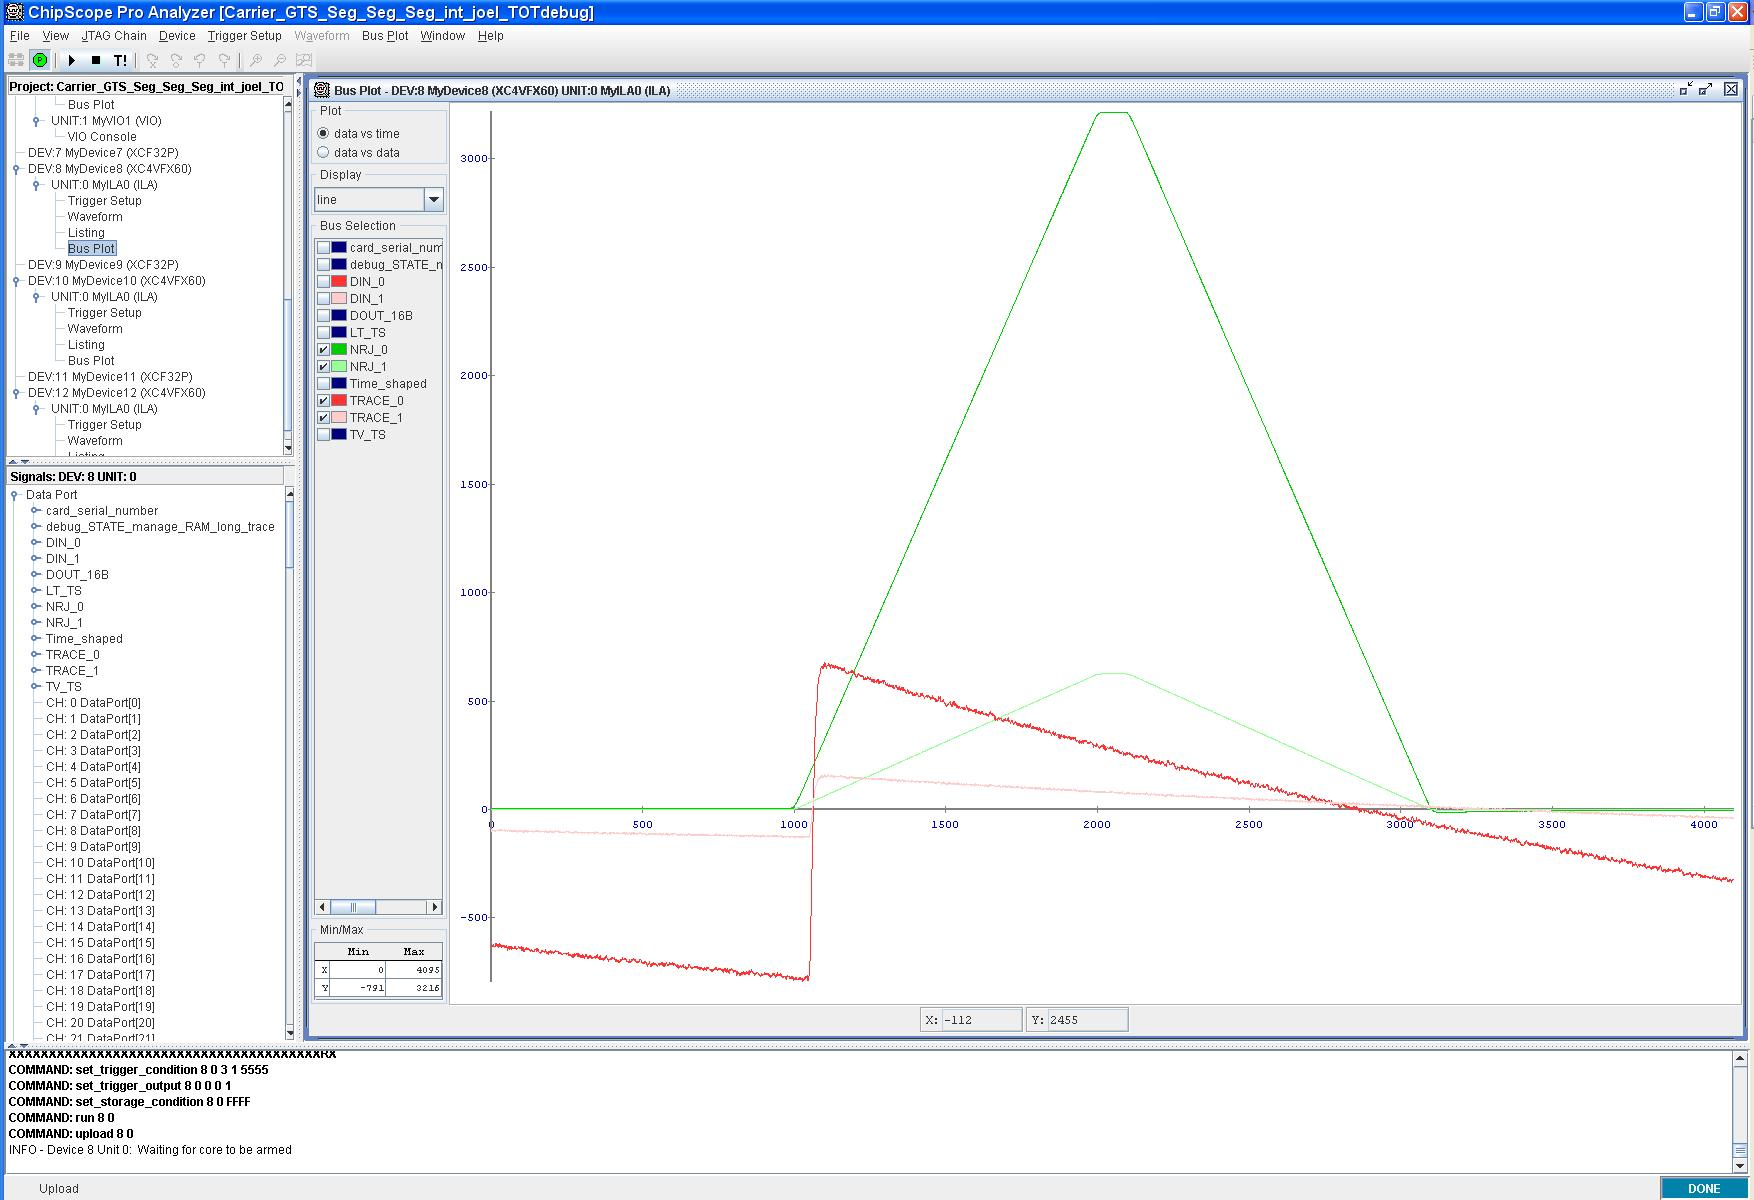 ChipScope Pro Analyzer [Carrier_GTS_Seg_Seg_Seg_int_joel_TOTdebug]
File View JTAG Chain Device Trigger Setup Waveform Bus Plot Window Help
T!
Project: Carrier_GTS_Seg_Seg_Seg_int_joel_TO
Bus Plot
UNIT:1 MyVIO1 (VIO)
VIO Console
DEV:7 MyDevice7 (XCF32P)
DEV:8 MyDevice8 (XC4VFX60)
UNIT:0 MyILA0 (ILA)
Trigger Setup
Waveform
Listing
Bus Plot
DEV:9 MyDevice9 (XCF32P)
DEV:10 MyDevice10 (XC4VFX60)
UNIT:0 MyILA0 (ILA)
Trigger Setup
Waveform
Listing
Bus Plot
DEV:11 MyDevice11 (XCF32P)
DEV:12 MyDevice12 (XC4VFX60)
UNIT:0 MyILA0 (ILA)
Trigger Setup
Waveform
Listing
Signals: DEV: 8 UNIT: 0
Data Port
card_serial_number
debug_STATE_manage_RAM_long_trace
DIN_0
DIN_1
DOUT_16B
LT_TS
NRJ_0
NRJ_1
Time_shaped
TRACE_0
TRACE_1
TV_TS
CH: 0 DataPort[0]
CH: 1 DataPort[1]
CH: 2 DataPort[2]
CH: 3 DataPort[3]
CH: 4 DataPort[4]
CH: 5 DataPort[5]
CH: 6 DataPort[6]
CH: 7 DataPort[7]
CH: 8 DataPort[8]
CH: 9 DataPort[9]
CH: 10 DataPort[10]
CH: 11 DataPort[11]
CH: 12 DataPort[12]
CH: 13 DataPort[13]
CH: 14 DataPort[14]
CH: 15 DataPort[15]
CH: 16 DataPort[16]
CH: 17 DataPort[17]
CH: 18 DataPort[18]
CH: 19 DataPort[19]
CH: 20 DataPort[20]
CH: 21 DataPort[21]
Bus Plot - DEV:8 MyDevice8 (XC4VFX60) UNIT:0 MyILA0 (ILA)
Plot
data vs time
data vs data
Display
line
Bus Selection
card_serial_num
debug_STATE_n
DIN_0
DIN_1
DOUT_16B
LT_TS
NRJ_0
NRJ_1
Time_shaped
TRACE_0
TRACE_1
TV_TS
Min/Max
Min Max
X 0 4095
Y -791 3216
3000
2500
2000
1500
1000
500
0
-500
0 500 1000 1500 2000 2500 3000 3500 4000
X: -112 Y: 2455
COMMAND: set_trigger_condition 8 0 3 1 5555
COMMAND: set_trigger_output 8 0 0 0 1
COMMAND: set_storage_condition 8 0 FFFF
COMMAND: run 8 0
COMMAND: upload 8 0
INFO - Device 8 Unit 0: Waiting for core to be armed
Upload
DONE